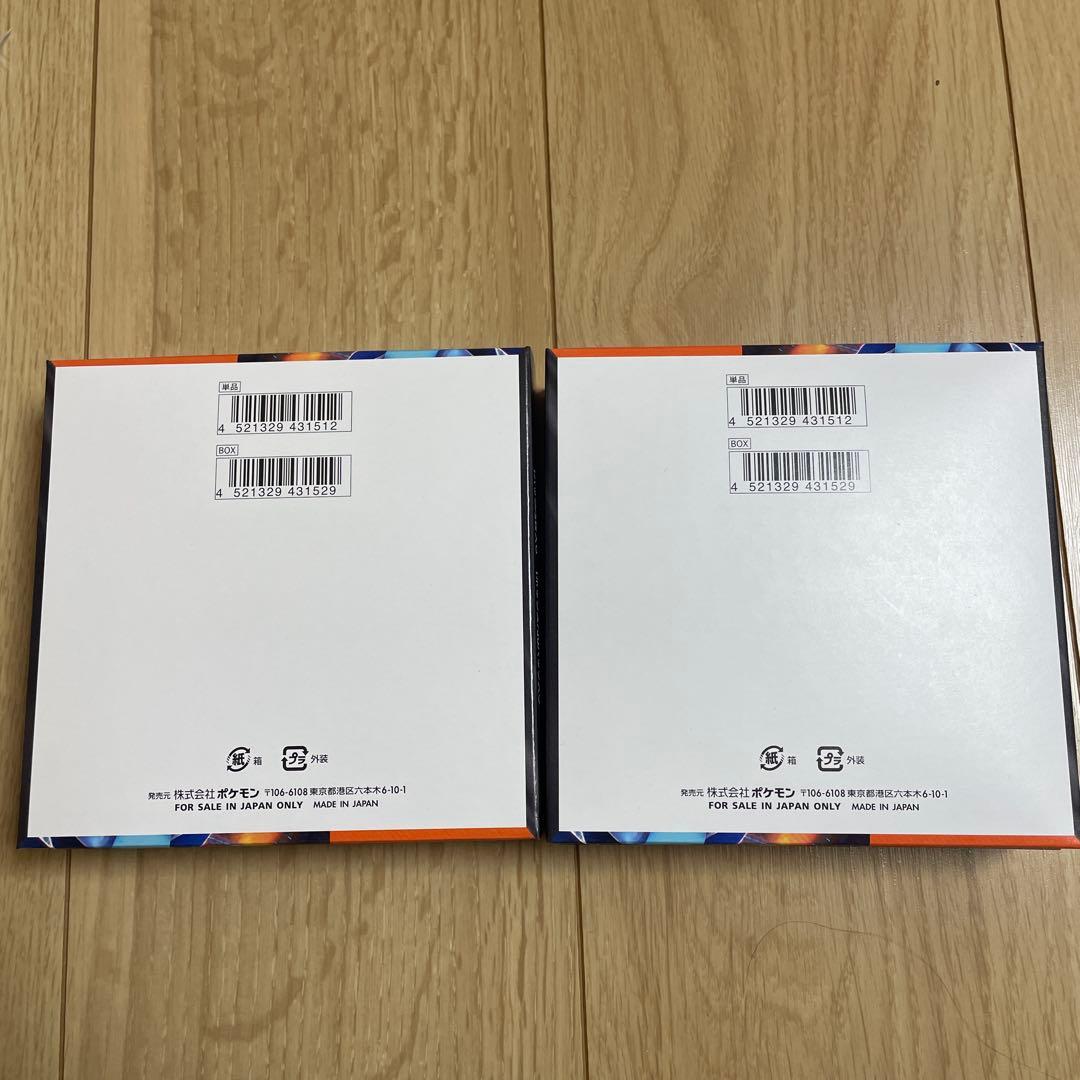 単品
4 521329 431512
BOX
4 521329 431529
紙 箱 プラ 外装
発売元 株式会社 ポケモン 〒106-6108 東京都港区六本木6-10-1
FOR SALE IN JAPAN ONLY MADE IN JAPAN
単品
4 521329 431512
BOX
4 521329 431529
紙 箱 プラ 外装
発売元 株式会社 ポケモン 〒106-6108 東京都港区六本木6-10-1
FOR SALE IN JAPAN ONLY MADE IN JAPAN